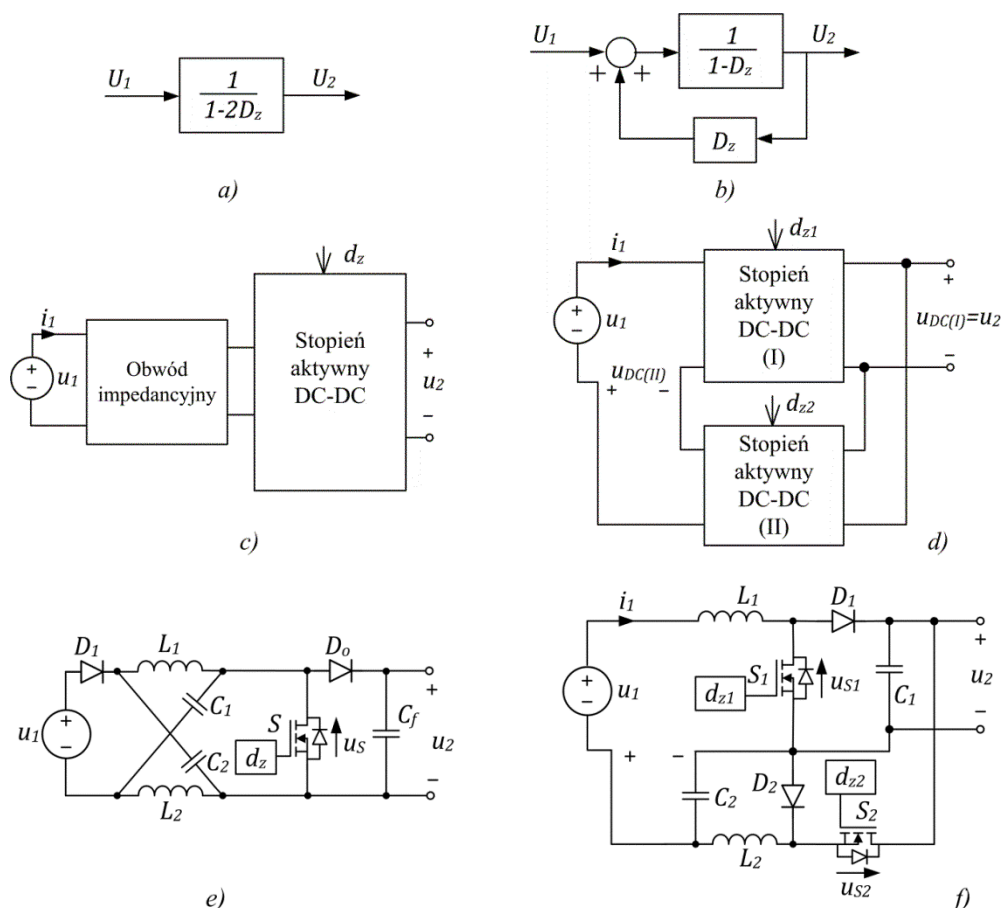 U1
1
1-2Dz
U2
a)
U1
+
+
1
1-Dz
U2
Dz
b)
i1
+
−
u1
Obwód
impedancyjny
dz
Stopień
aktywny
DC-DC
+
u2
−
c)
i1
+
−
u1
dz1
Stopień
aktywny
DC-DC
(I)
+
uDC(I)=u2
−
uDC(II)
+ −
dz2
Stopień
aktywny
DC-DC
(II)
d)
D1
L1
C1
C2
L2
+
−
u1
S
dz
uS
Do
Cf
+
u2
−
e)
i1
L1
D1
+
−
u1
S1
dz1
uS1
C1
+
u2
−
+ −
C2
D2
L2
dz2
S2
uS2
f)